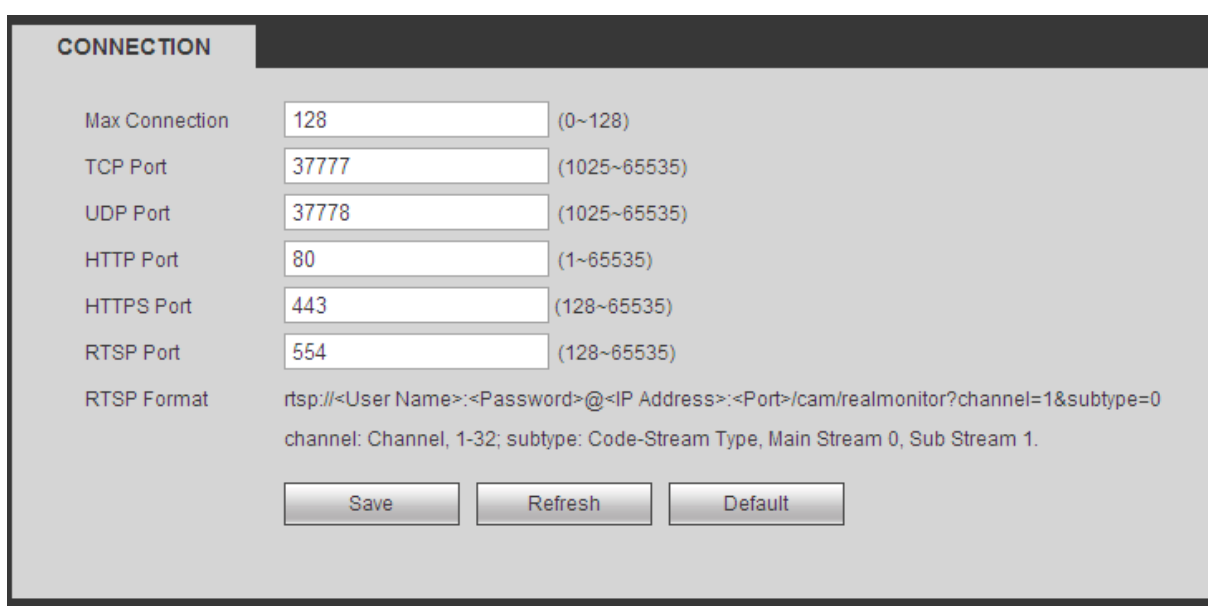 CONNECTION
Max Connection 128 (0~128)
TCP Port 37777 (1025~65535)
UDP Port 37778 (1025~65535)
HTTP Port 80 (1~65535)
HTTPS Port 443 (128~65535)
RTSP Port 554 (128~65535)
RTSP Format rtsp://<User Name>:<Password>@<IP Address>:<Port>/cam/realmonitor?channel=1&subtype=0
channel: Channel, 1-32; subtype: Code-Stream Type, Main Stream 0, Sub Stream 1.
Save Refresh Default